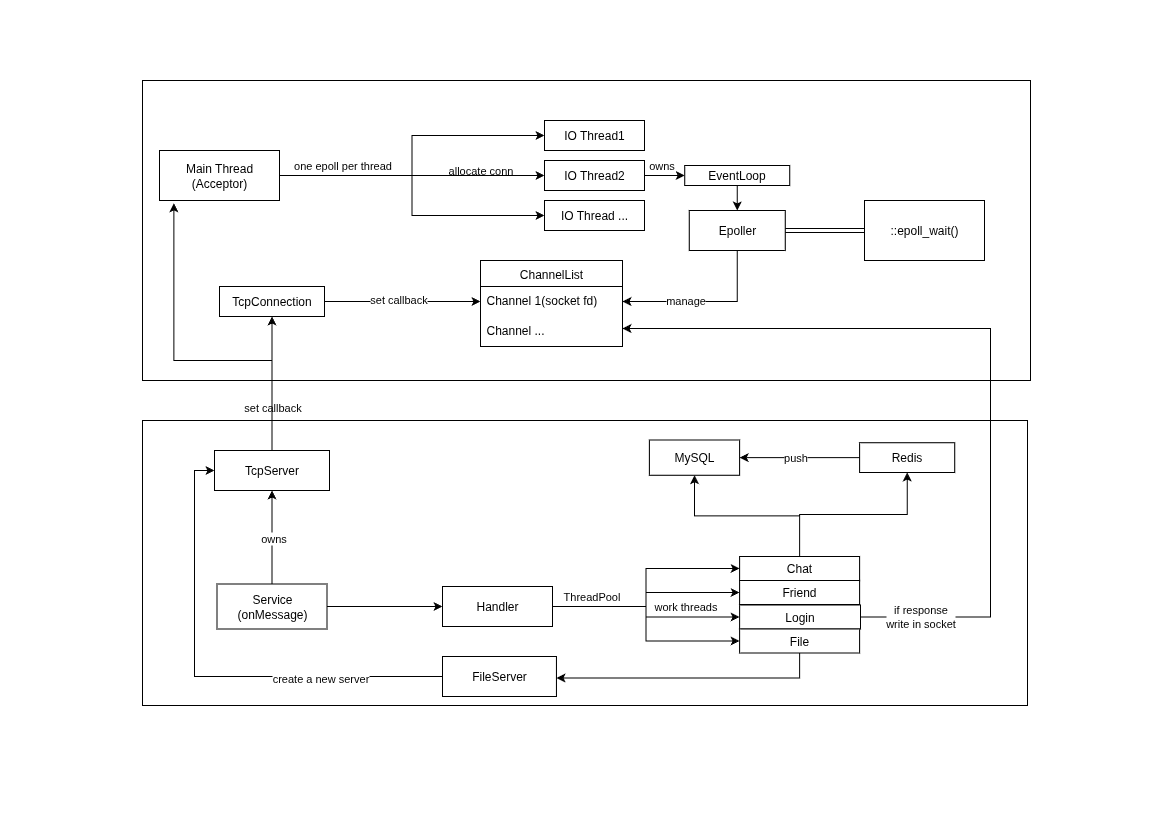 IO Thread1
Main Thread
(Acceptor)
one epoll per thread
allocate conn
IO Thread2
owns
EventLoop
IO Thread ...
Epoller
::epoll_wait()
ChannelList
TcpConnection
set callback
Channel 1(socket fd)
manage
Channel ...
set callback
TcpServer
MySQL
push
Redis
owns
Service
(onMessage)
Handler
ThreadPool
work threads
Chat
Friend
Login
File
if response
write in socket
create a new server
FileServer